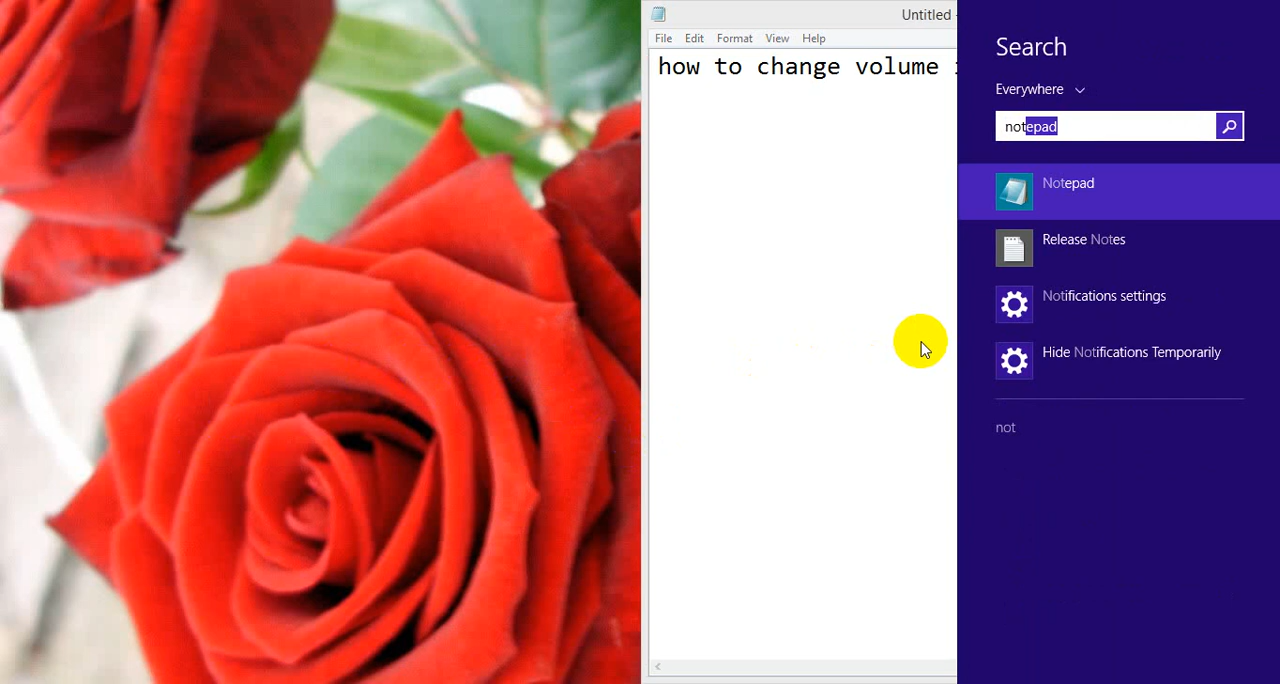 Untitled -
File Edit Format View Help
how to change volume
Search
Everywhere
notepad
Notepad
Release Notes
Notifications settings
Hide Notifications Temporarily
not